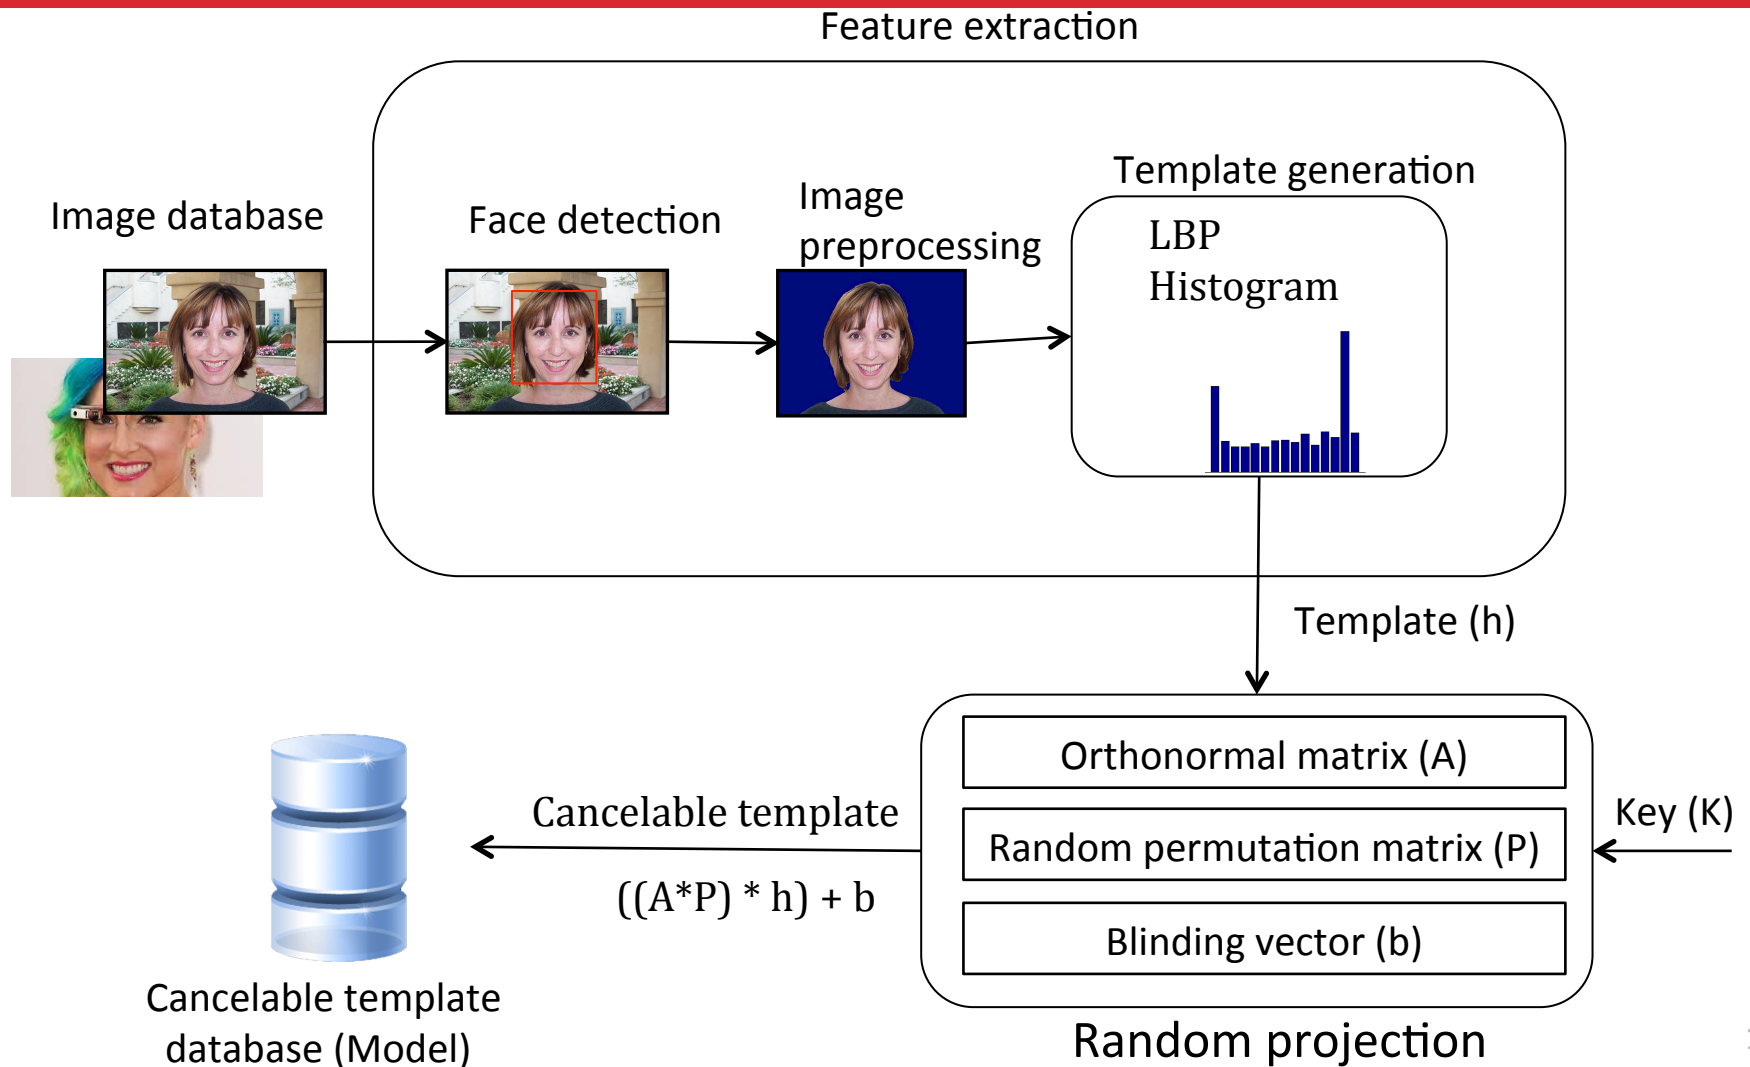 Feature extraction
Template generation
Image
preprocessing
Face detection
Image database
LBP
Histogram
Template (h)
Orthonormal matrix (A)
Random permutation matrix (P)
Blinding vector (b)
Key (K)
Cancelable template
((A*P) * h) + b
Cancelable template
database (Model)
Random projection